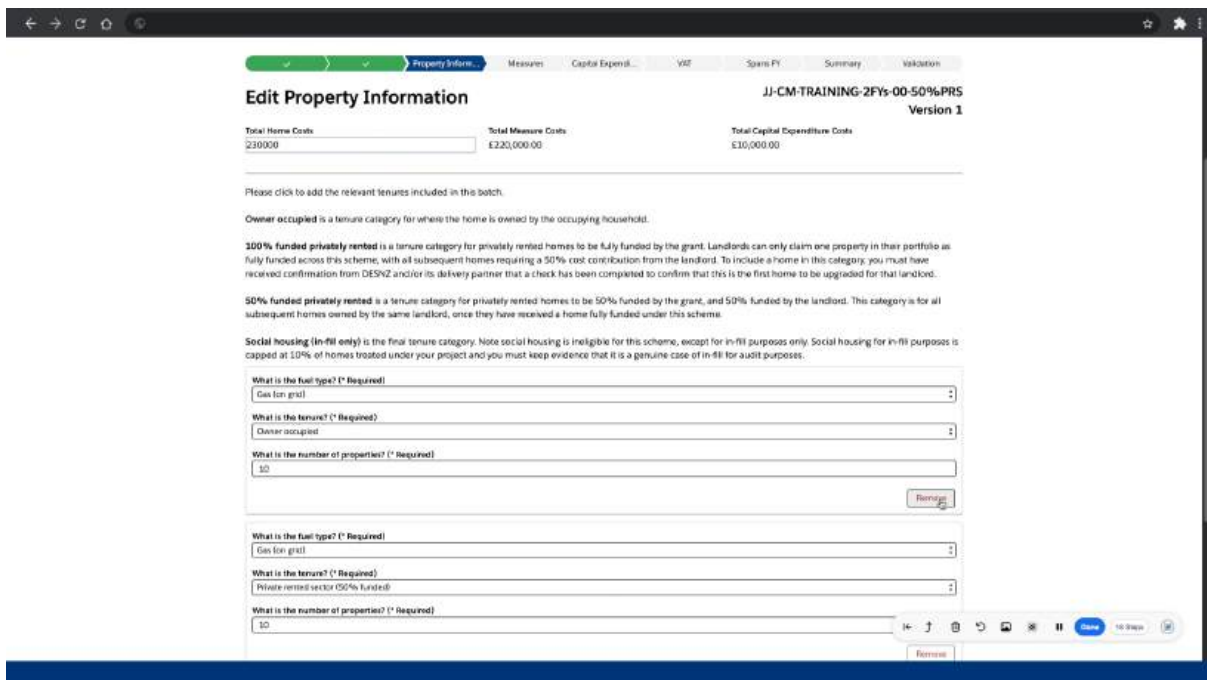 Property Inform... Measures Capital Expendi... VAT Spans FY Summary Validation
Edit Property Information
JJ-CM-TRAINING-2FYs-00-50%PRS
Version 1
Total Home Costs Total Measure Costs Total Capital Expenditure Costs
230000 £220,000.00 £10,000.00
Please click to add the relevant tenures included in this batch.
Owner occupied is a tenure category for where the home is owned by the occupying household.
100% funded privately rented is a tenure category for privately rented homes to be fully funded by the grant. Landlords can only claim one property in their portfolio as
fully funded across this scheme, with all subsequent homes requiring a 50% cost contribution from the landlord. To include a home in this category, you must have
received confirmation from DESNZ and/or its delivery partner that a check has been completed to confirm that this is the first home to be upgraded for that landlord.
50% funded privately rented is a tenure category for privately rented homes to be 50% funded by the grant, and 50% funded by the landlord. This category is for all
subsequent homes owned by the same landlord, once they have received a home fully funded under this scheme.
Social housing (in-fill only) is the final tenure category. Note social housing is ineligible for this scheme, except for in-fill purposes only. Social housing for in-fill purposes is
capped at 10% of homes treated under your project and you must keep evidence that it is a genuine case of in-fill for audit purposes.
What is the fuel type? (* Required)
Gas (on grid)
What is the tenure? (* Required)
Owner occupied
What is the number of properties? (* Required)
10
Remove
What is the fuel type? (* Required)
Gas (on grid)
What is the tenure? (* Required)
Private rented sector (50% funded)
What is the number of properties? (* Required)
10
Done
Remove